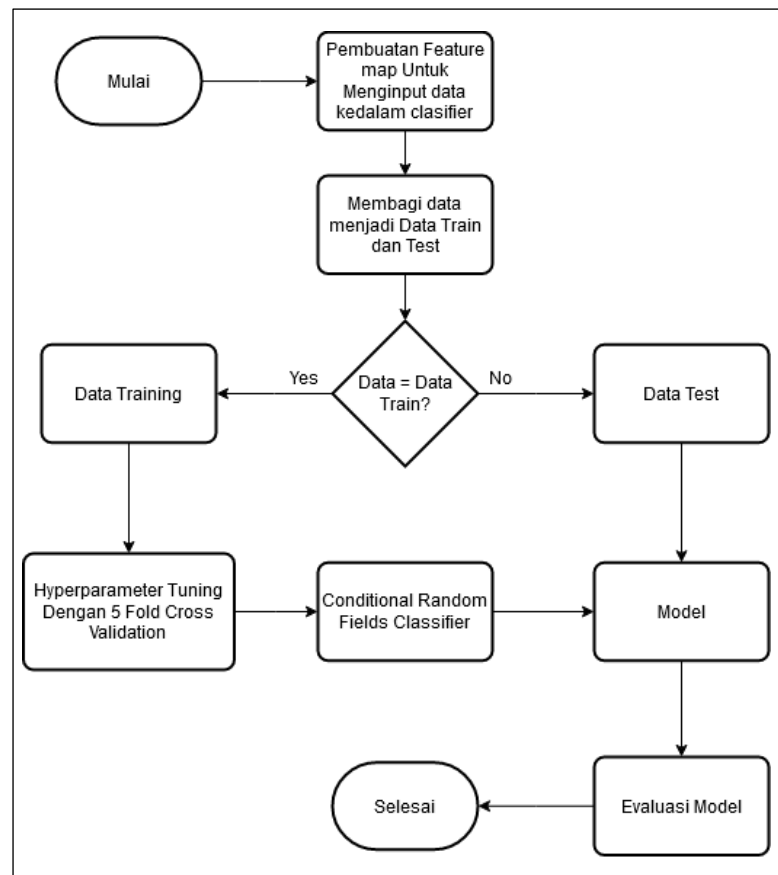 Mulai
Pembuatan Feature
map Untuk
Menginput data
kedalam clasifier
Membagi data
menjadi Data Train
dan Test
Data = Data
Train?
Yes
No
Data Training
Data Test
Hyperparameter Tuning
Dengan 5 Fold Cross
Validation
Conditional Random
Fields Classifier
Model
Evaluasi Model
Selesai